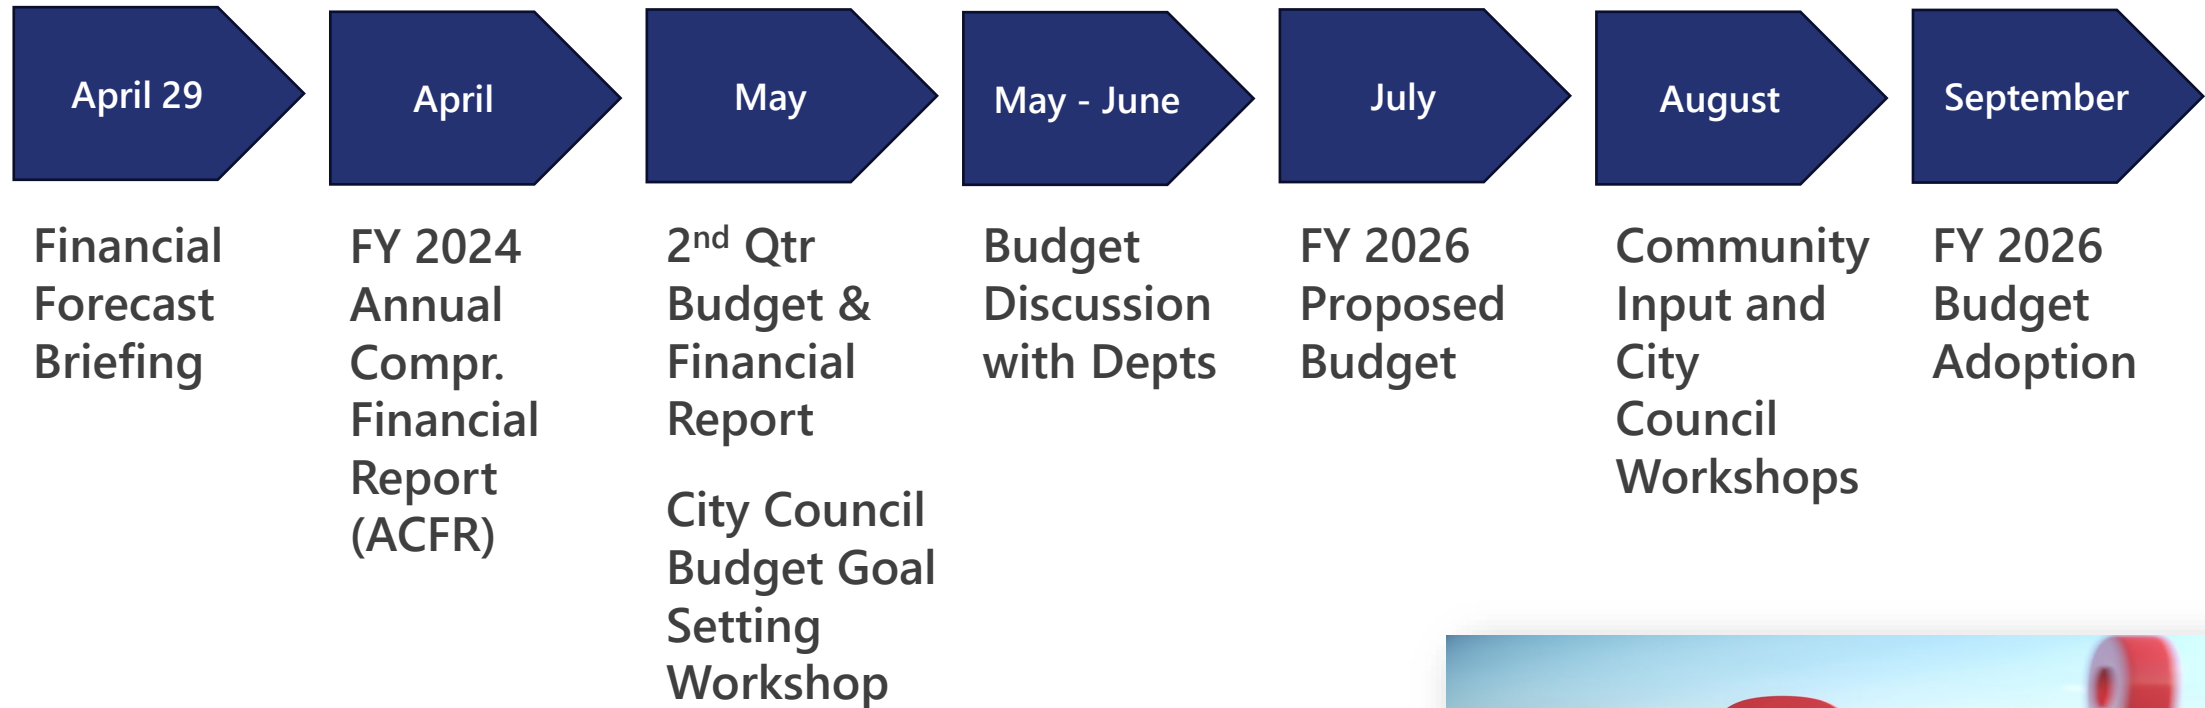 April 29
Financial
Forecast
Briefing
April
FY 2024
Annual
Compr.
Financial
Report
(ACFR)
May
2nd Qtr
Budget &
Financial
Report
City Council
Budget Goal
Setting
Workshop
May - June
Budget
Discussion
with Depts
July
FY 2026
Proposed
Budget
August
Community
Input and
City
Council
Workshops
September
FY 2026
Budget
Adoption